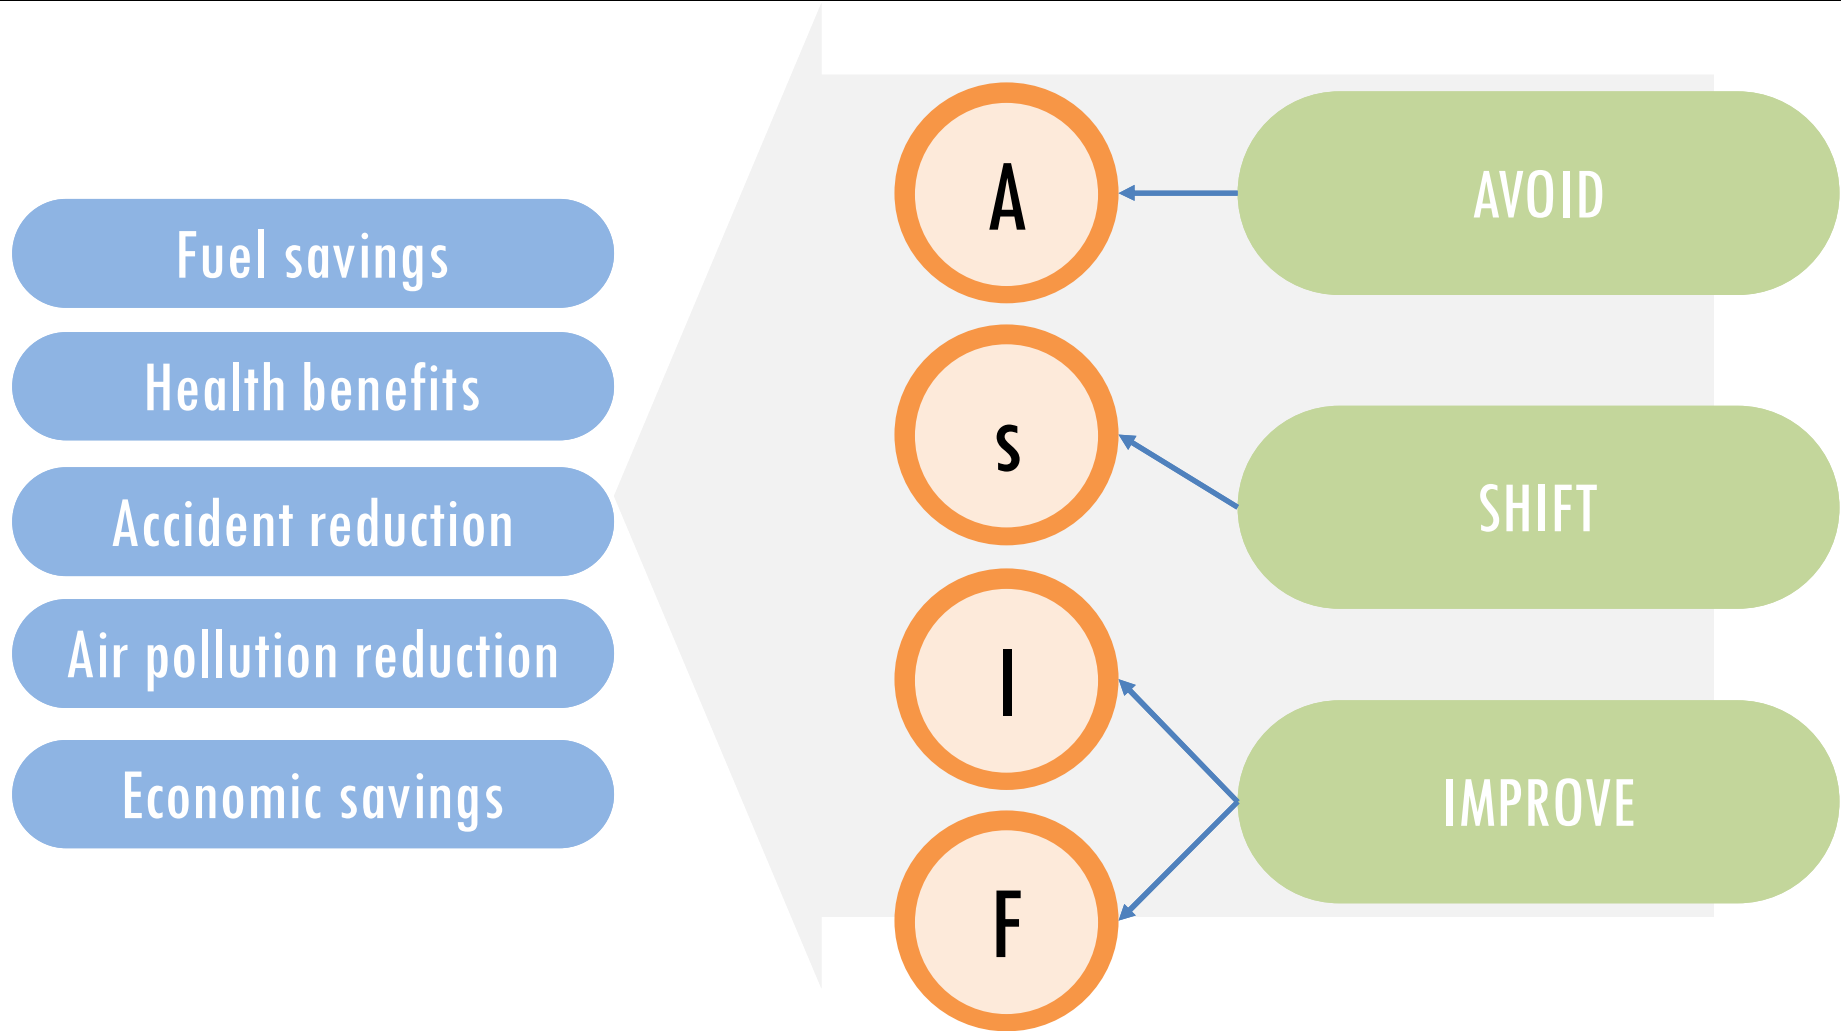 Fuel savings
Health benefits
Accident reduction
Air pollution reduction
Economic savings
A
s
I
F
AVOID
SHIFT
IMPROVE